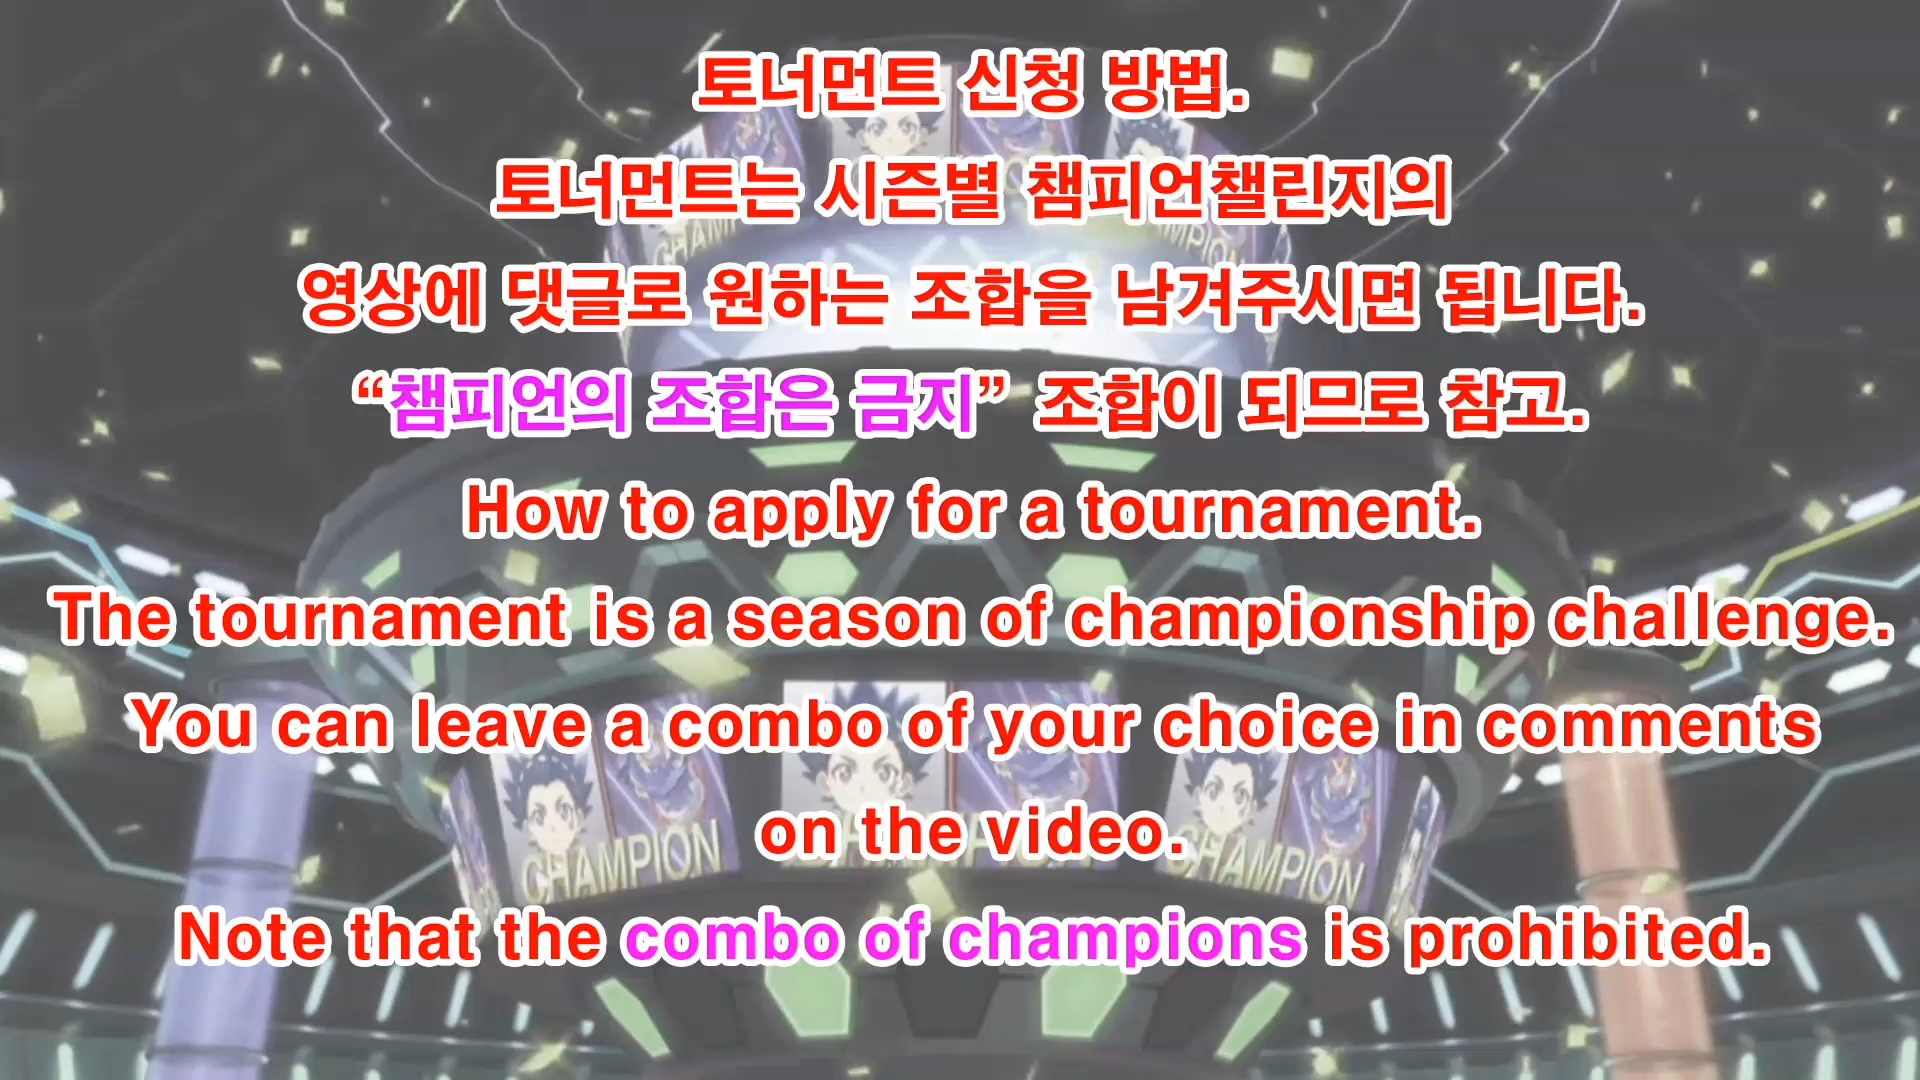 토너먼트 신청 방법.
토너먼트는 시즌별 챔피언챌린지의
영상에 댓글로 원하는 조합을 남겨주시면 됩니다.
“챔피언의 조합은 금지” 조합이 되므로 참고.
How to apply for a tournament.
The tournament is a season of championship challenge.
You can leave a combo of your choice in comments
on the video.
Note that the combo of champions is prohibited.
CHAMPION
CHAMPION
CHAMPION